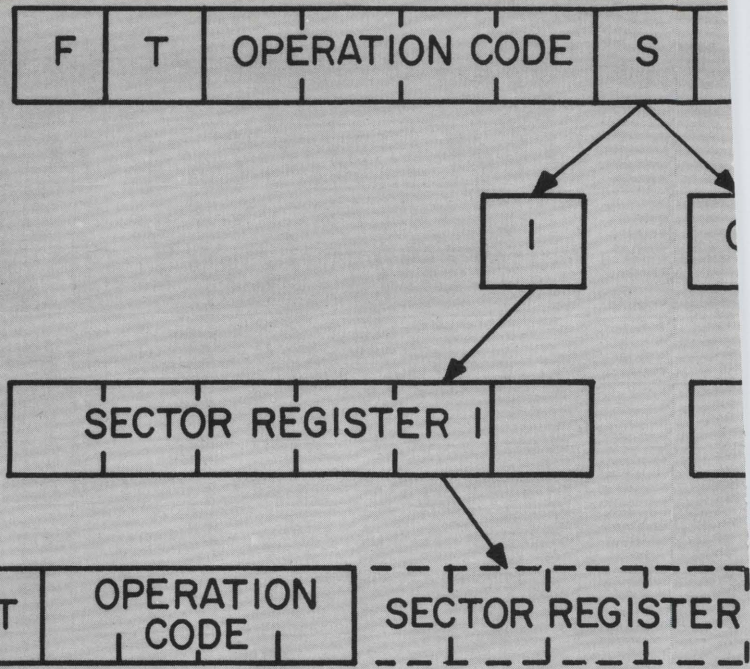 F T OPERATION CODE S
I
SECTOR REGISTER I
T OPERATION
CODE
SECTOR REGISTER